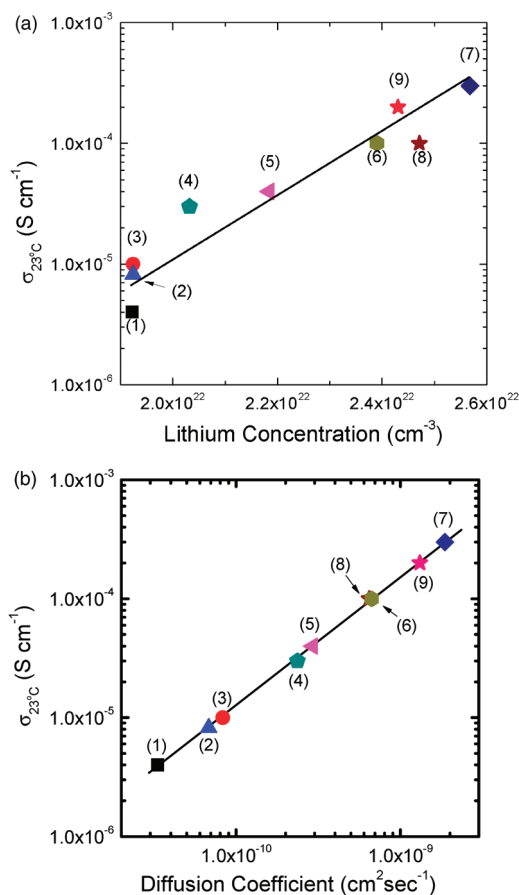 (a)
1.0x10⁻³
1.0x10⁻⁴
1.0x10⁻⁵
1.0x10⁻⁶
σ₂₃°C (S cm⁻¹)
(7)
(9)
(6)
(8)
(5)
(4)
(3)
(2)
(1)
2.0x10²²
2.2x10²²
2.4x10²²
2.6x10²²
Lithium Concentration (cm⁻³)
(b)
1.0x10⁻³
1.0x10⁻⁴
1.0x10⁻⁵
1.0x10⁻⁶
σ₂₃°C (S cm⁻¹)
(7)
(8)
(9)
(6)
(5)
(4)
(3)
(2)
(1)
1.0x10⁻¹⁰
1.0x10⁻⁹
Diffusion Coefficient (cm²sec⁻¹)